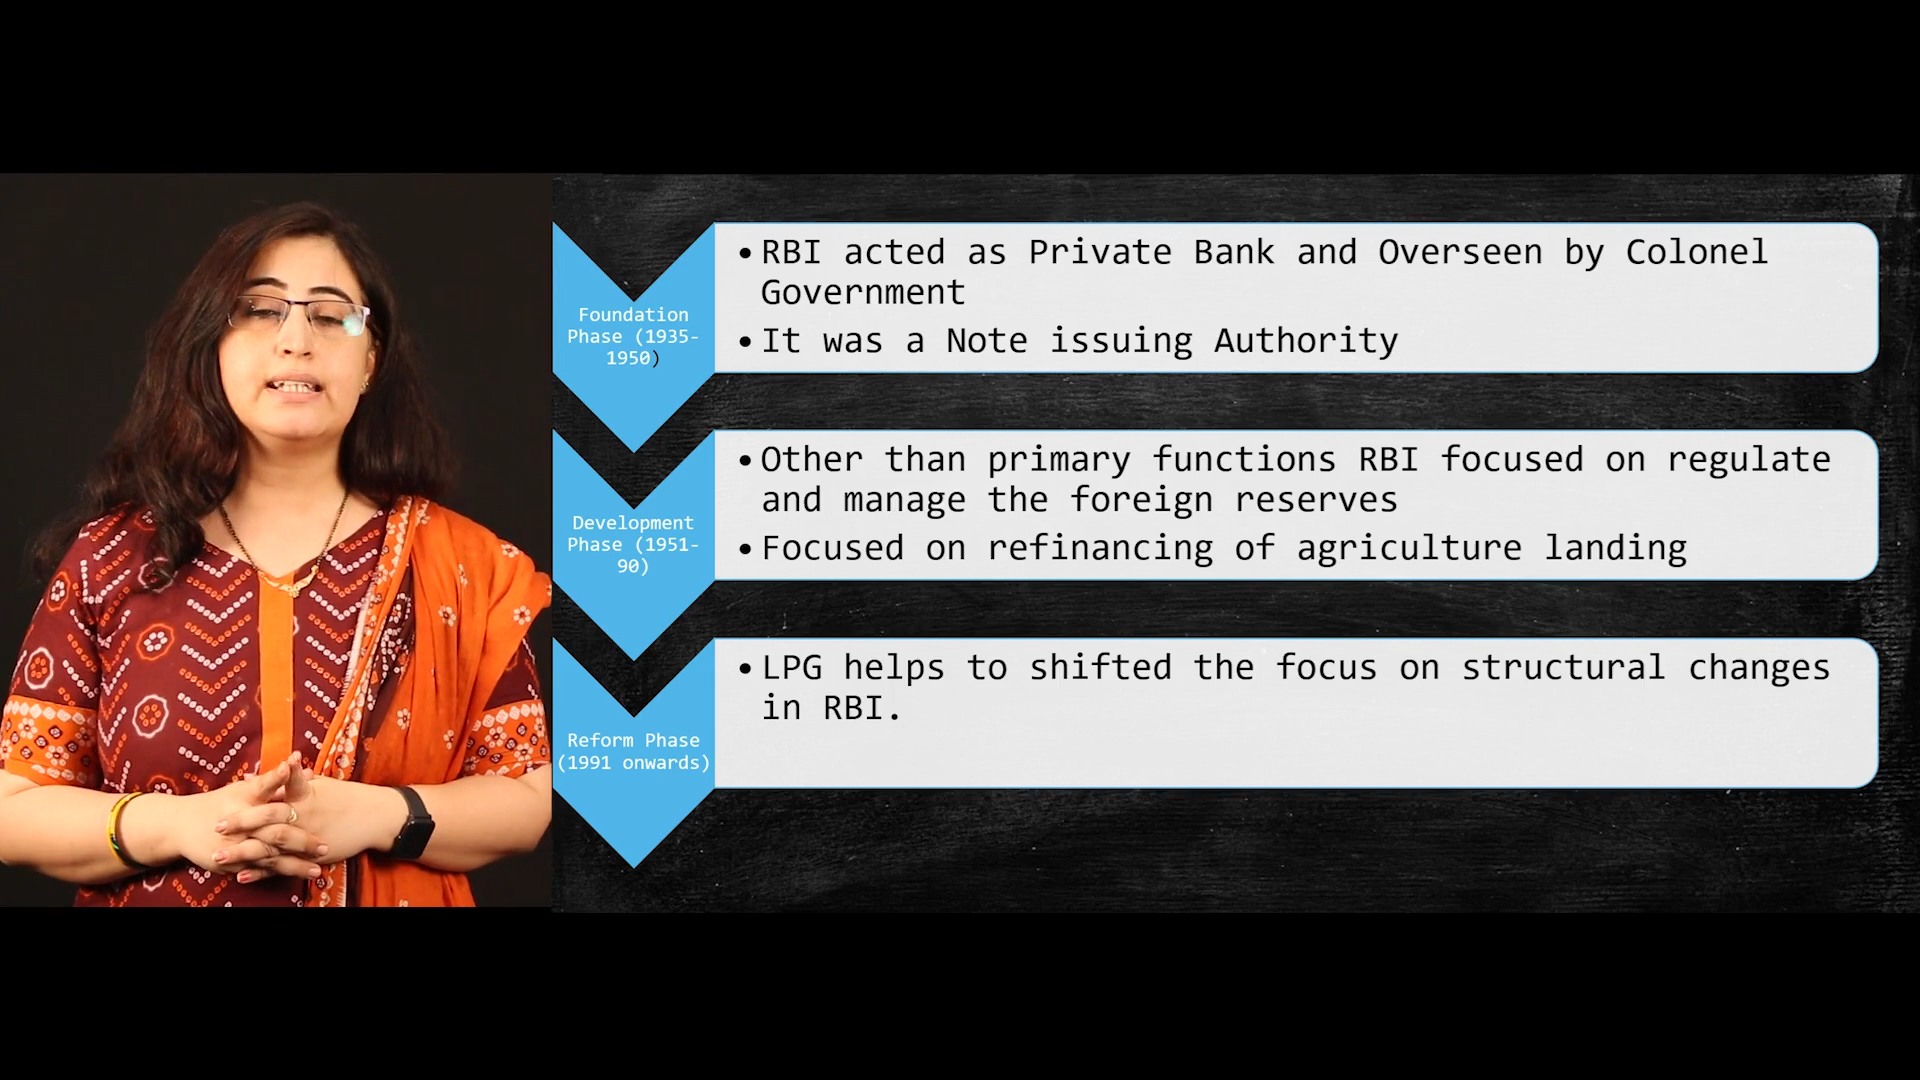 Foundation
Phase (1935-
1950)
• RBI acted as Private Bank and Overseen by Colonel
Government
• It was a Note issuing Authority
Development
Phase (1951-
90)
• Other than primary functions RBI focused on regulate
and manage the foreign reserves
• Focused on refinancing of agriculture landing
Reform Phase
(1991 onwards)
• LPG helps to shifted the focus on structural changes
in RBI.